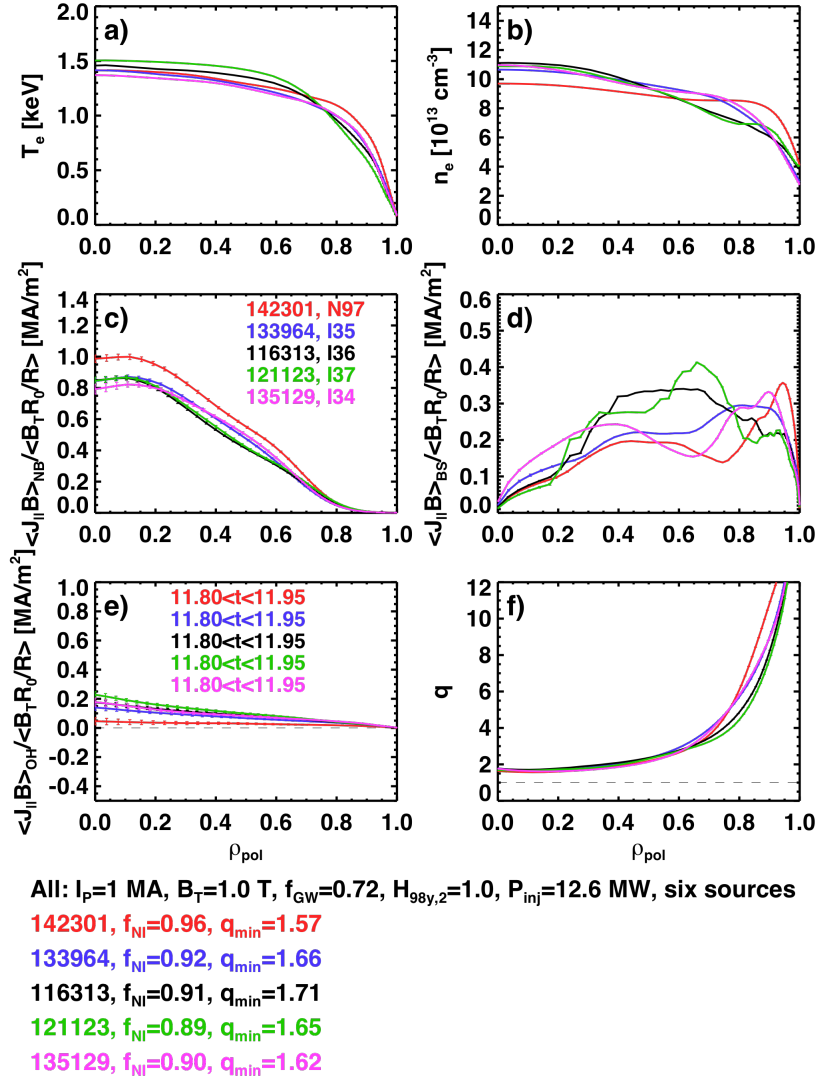 a)
T_e [keV]
2.0
1.5
1.0
0.5
0.0
0.0 0.2 0.4 0.6 0.8 1.0
b)
n_e [10^13 cm^-3]
14
12
10
8
6
4
2
0
0.0 0.2 0.4 0.6 0.8 1.0
c)
<J_||B>_NB/<B_TR_0/R> [MA/m^2]
1.4
1.2
1.0
0.8
0.6
0.4
0.2
0.0
0.0 0.2 0.4 0.6 0.8 1.0
142301, N97
133964, I35
116313, I36
121123, I37
135129, I34
d)
<J_||B>_BS/<B_TR_0/R> [MA/m^2]
0.6
0.5
0.4
0.3
0.2
0.1
0.0
0.0 0.2 0.4 0.6 0.8 1.0
e)
<J_||B>_OH/<B_TR_0/R> [MA/m^2]
1.0
0.8
0.6
0.4
0.2
0.0
-0.2
-0.4
0.0 0.2 0.4 0.6 0.8 1.0
ρ_pol
11.80<t<11.95
11.80<t<11.95
11.80<t<11.95
11.80<t<11.95
11.80<t<11.95
f)
q
12
10
8
6
4
2
0
0.0 0.2 0.4 0.6 0.8 1.0
ρ_pol
All: I_P=1 MA, B_T=1.0 T, f_GW=0.72, H_98y,2=1.0, P_inj=12.6 MW, six sources
142301, f_NI=0.96, q_min=1.57
133964, f_NI=0.92, q_min=1.66
116313, f_NI=0.91, q_min=1.71
121123, f_NI=0.89, q_min=1.65
135129, f_NI=0.90, q_min=1.62